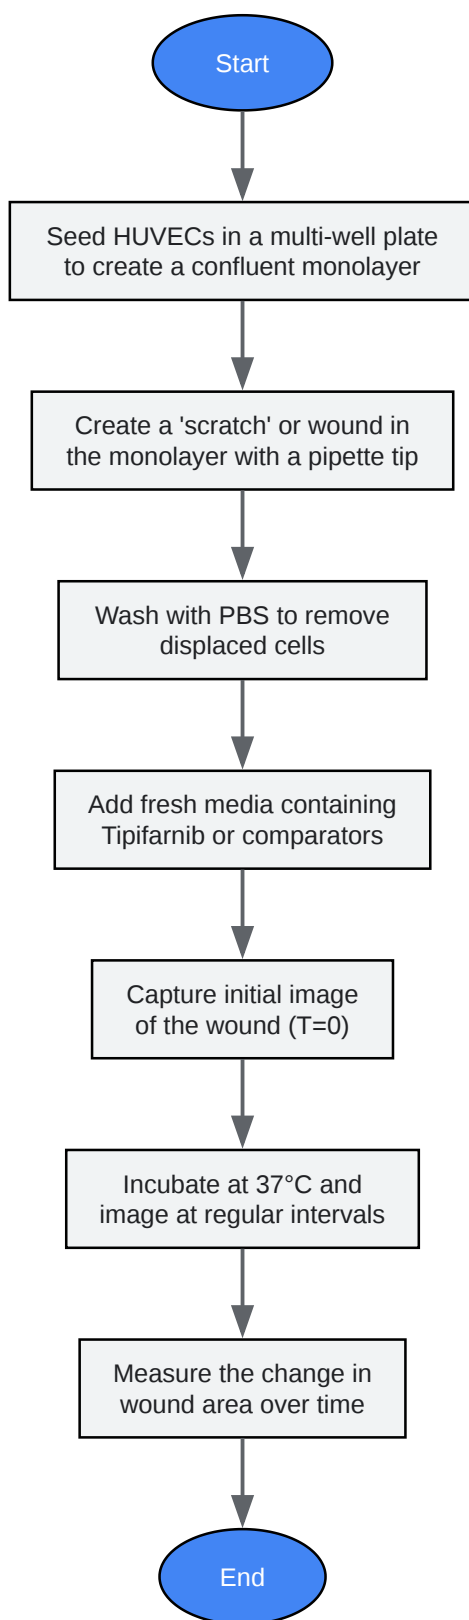 Start
Seed HUVECs in a multi-well plate
to create a confluent monolayer
Create a 'scratch' or wound in
the monolayer with a pipette tip
Wash with PBS to remove
displaced cells
Add fresh media containing
Tipifarnib or comparators
Capture initial image
of the wound (T=0)
Incubate at 37°C and
image at regular intervals
Measure the change in
wound area over time
End